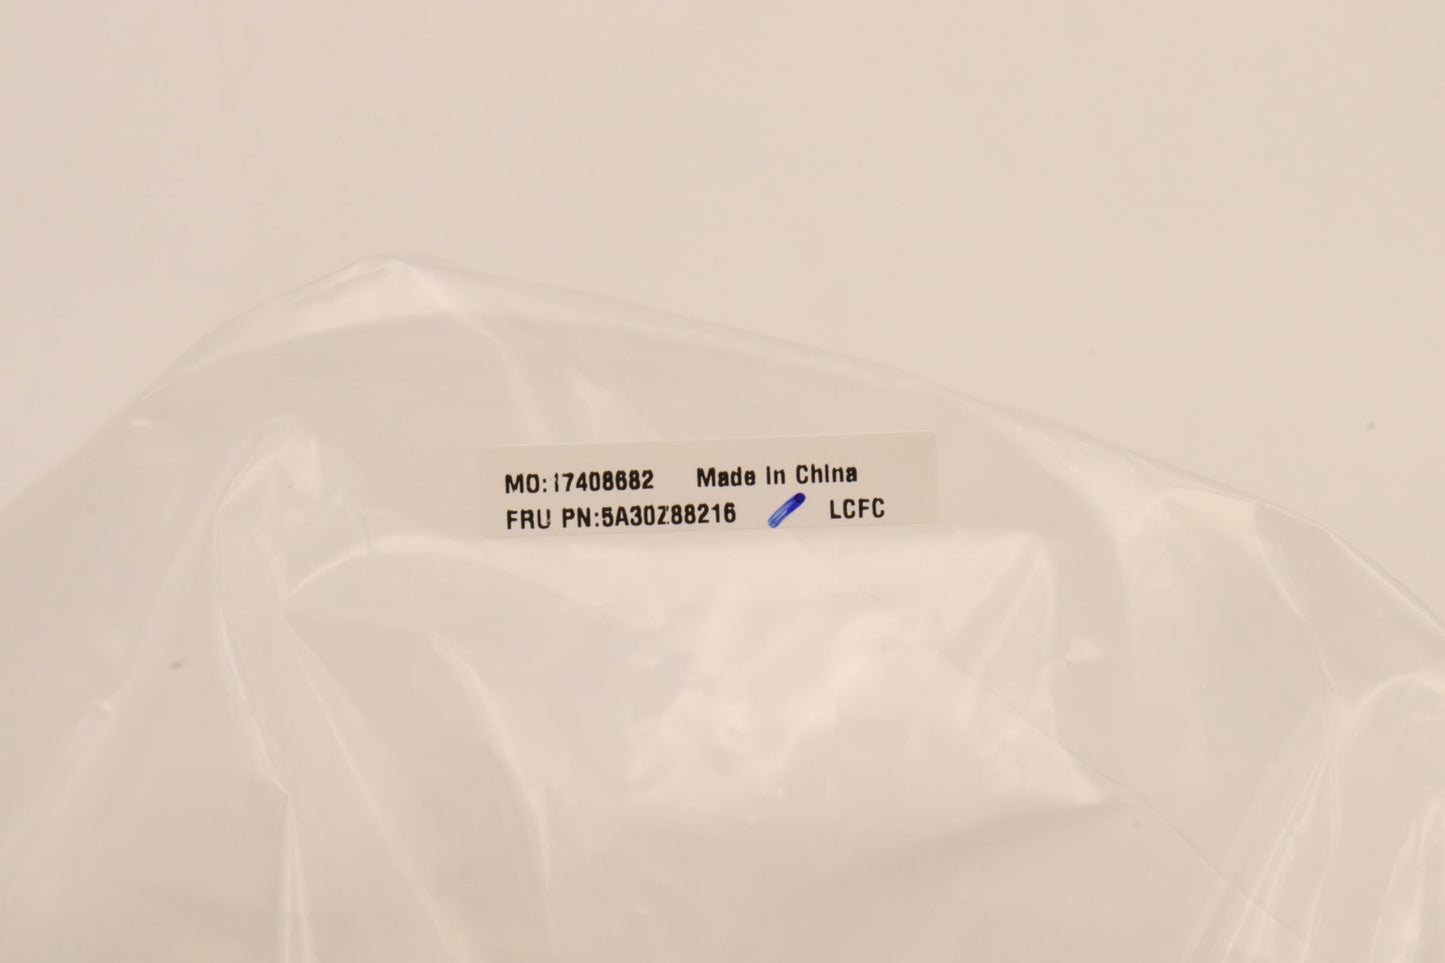 MO:17408682 Made In China
FRU PN:5A30Z88216 LCFC